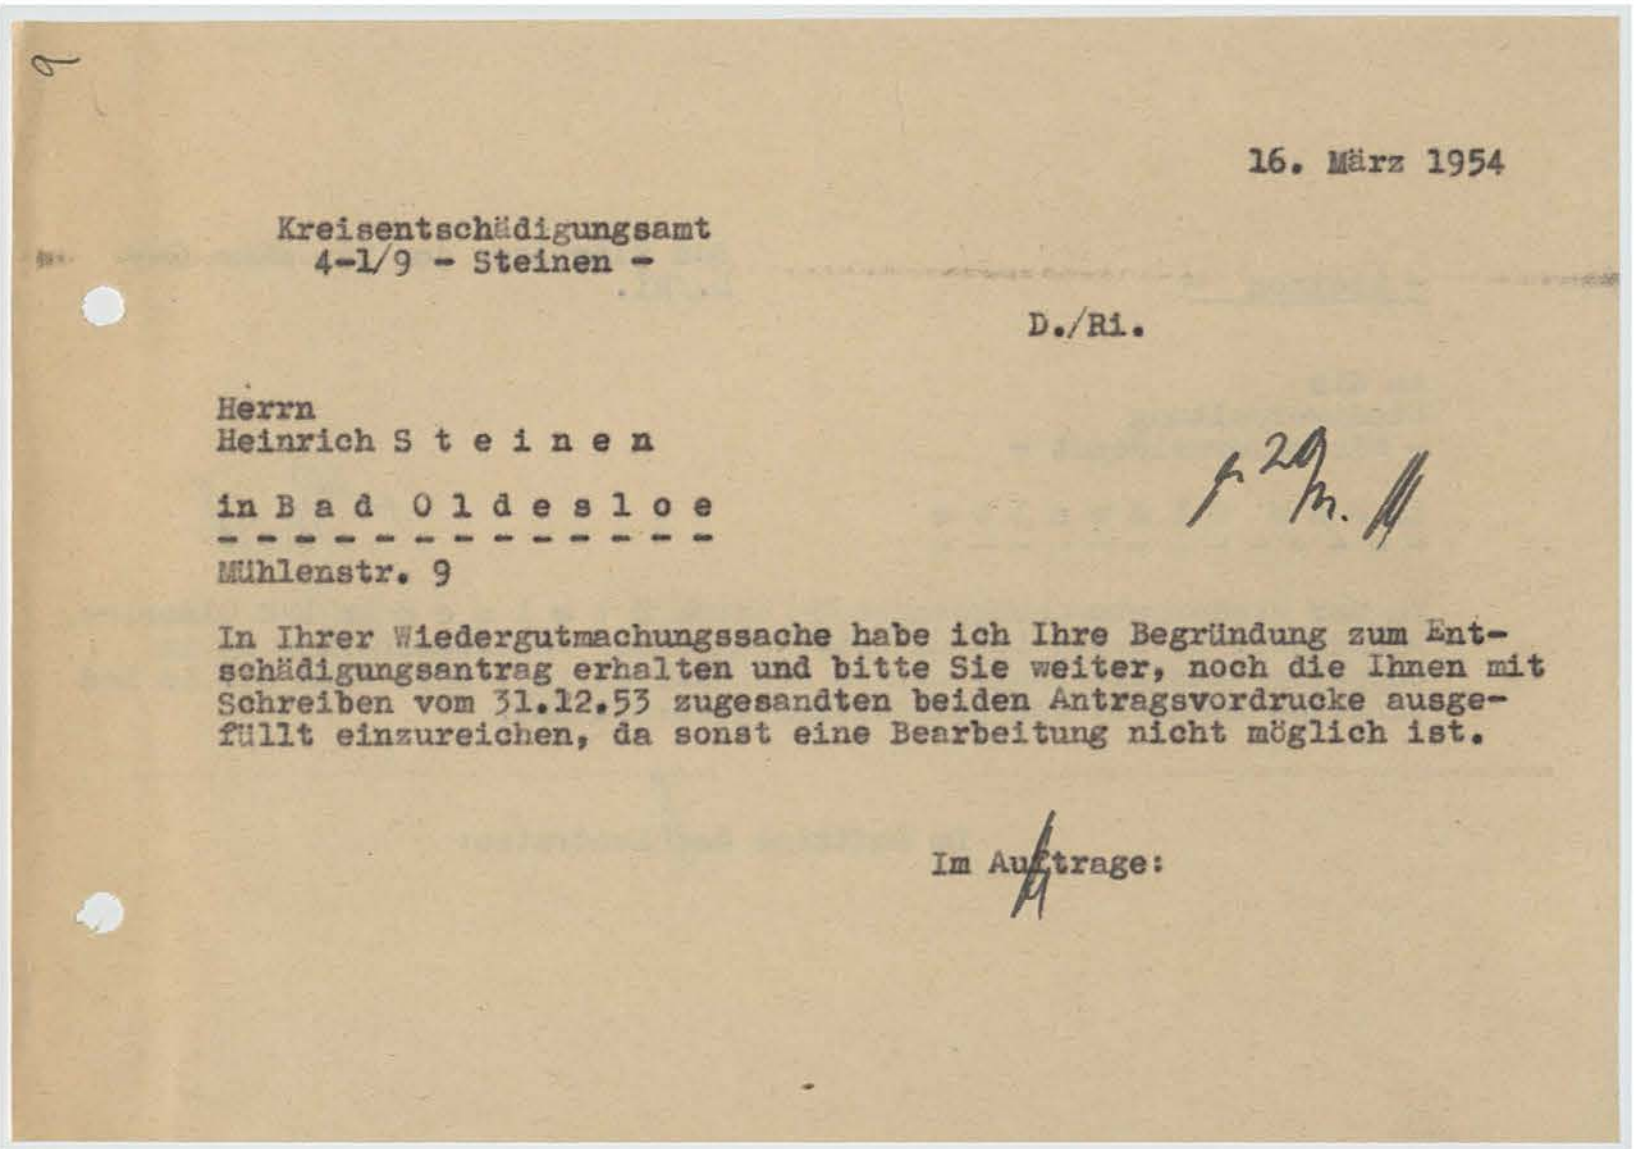 9
16. März 1954
Kreisentschädigungsamt
4-1/9 - Steinen -
D./Ri.
Herrn
Heinrich S t e i n e n
in B a d  O l d e s l o e
- - - - - - - - - - - - -
Mühlenstr. 9
In Ihrer Wiedergutmachungssache habe ich Ihre Begründung zum Ent-
schädigungsantrag erhalten und bitte Sie weiter, noch die Ihnen mit
Schreiben vom 31.12.53 zugesandten beiden Antragsvordrucke ausge-
füllt einzureichen, da sonst eine Bearbeitung nicht möglich ist.
Im Auftrage: